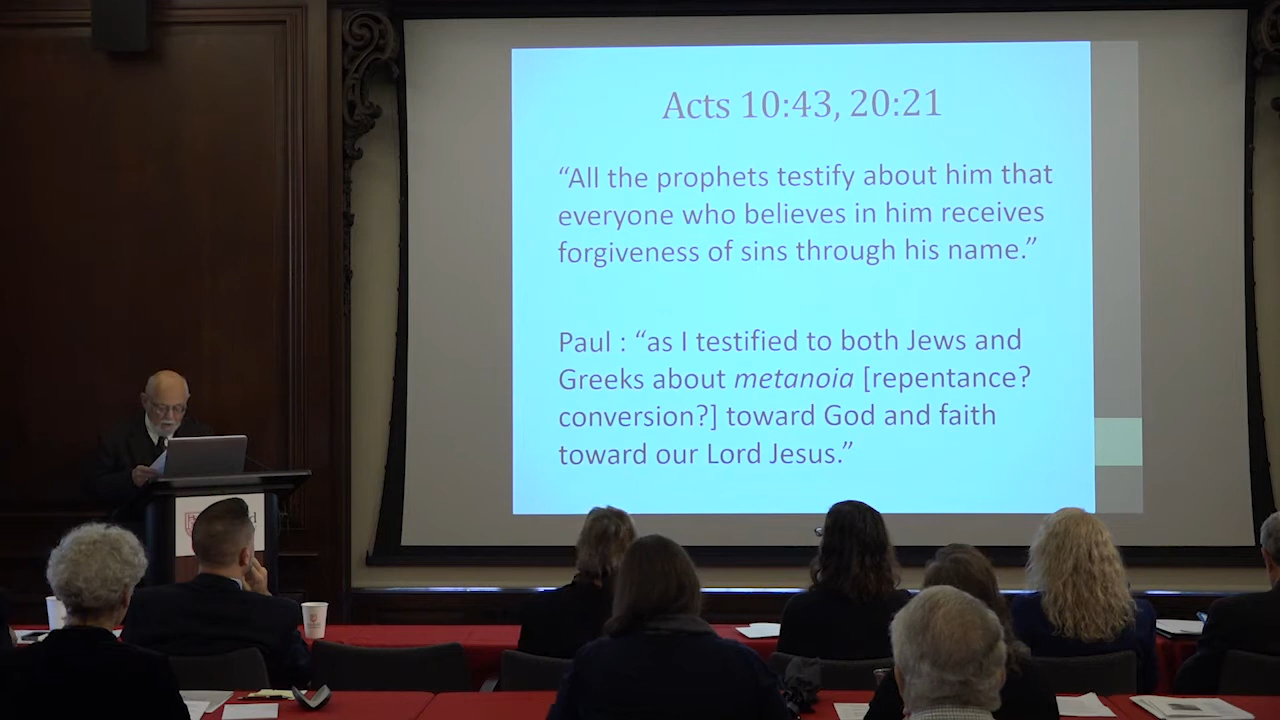 Acts 10:43, 20:21
“All the prophets testify about him that
everyone who believes in him receives
forgiveness of sins through his name.”
Paul : “as I testified to both Jews and
Greeks about metanoia [repentance?
conversion?] toward God and faith
toward our Lord Jesus.”